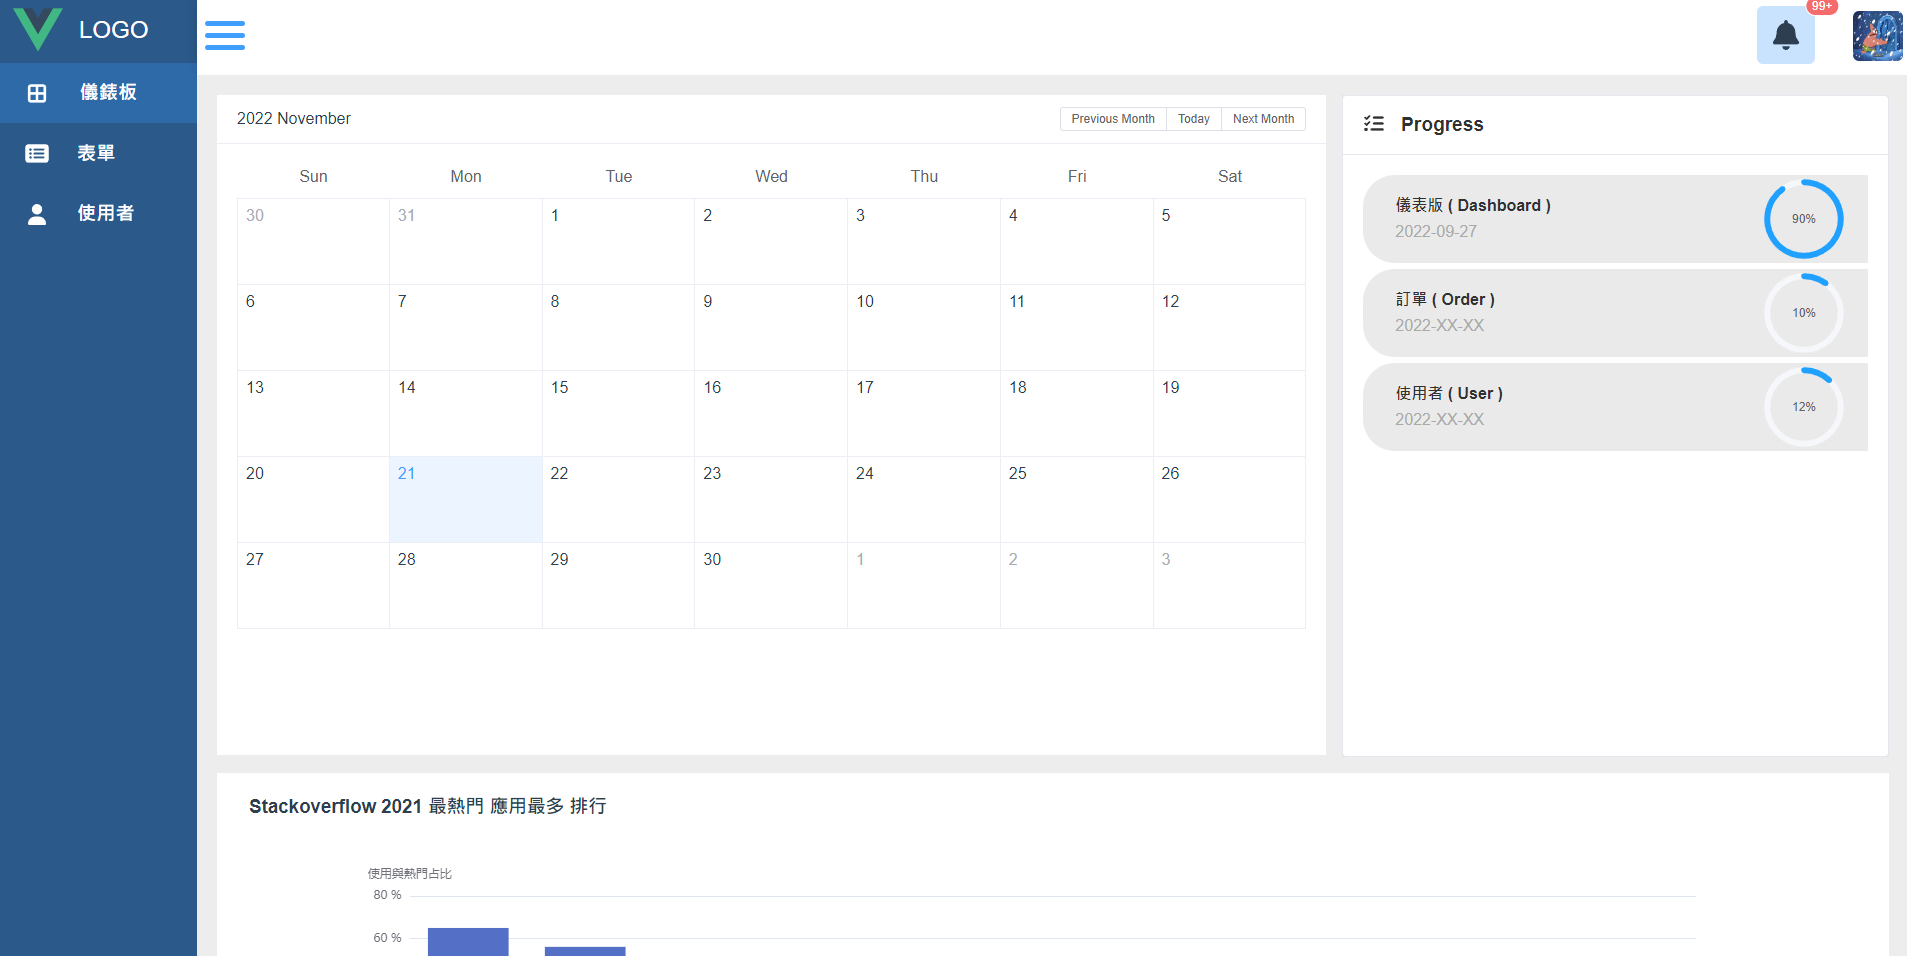 LOGO
儀錶板
表單
使用者
99+
2022 November
Previous Month Today Next Month
Sun Mon Tue Wed Thu Fri Sat
30 31 1 2 3 4 5
6 7 8 9 10 11 12
13 14 15 16 17 18 19
20 21 22 23 24 25 26
27 28 29 30 1 2 3
Progress
儀表版 ( Dashboard )
2022-09-27
90%
訂單 ( Order )
2022-XX-XX
10%
使用者 ( User )
2022-XX-XX
12%
Stackoverflow 2021 最熱門 應用最多 排行
使用與熱門占比
80 %
60 %